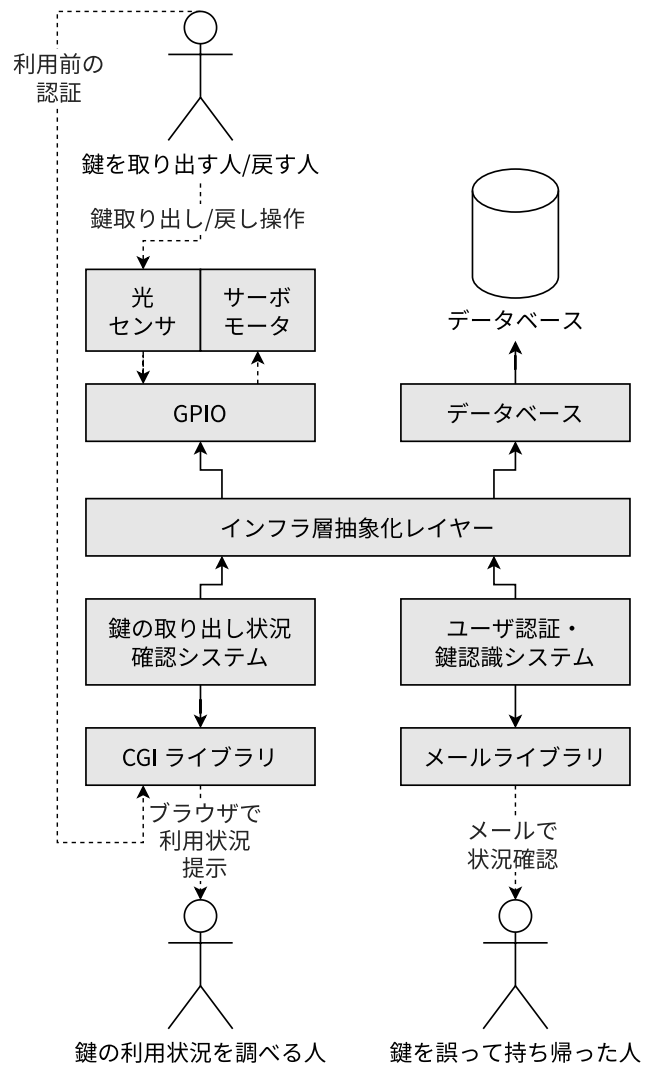 利用前の
認証
鍵を取り出す人/戻す人
鍵取り出し/戻し操作
光
センサ
サーボ
モータ
データベース
GPIO
データベース
インフラ層抽象化レイヤー
鍵の取り出し状況
確認システム
ユーザ認証・
鍵認識システム
CGI ライブラリ
メールライブラリ
ブラウザで
利用状況
提示
メールで
状況確認
鍵の利用状況を調べる人
鍵を誤って持ち帰った人